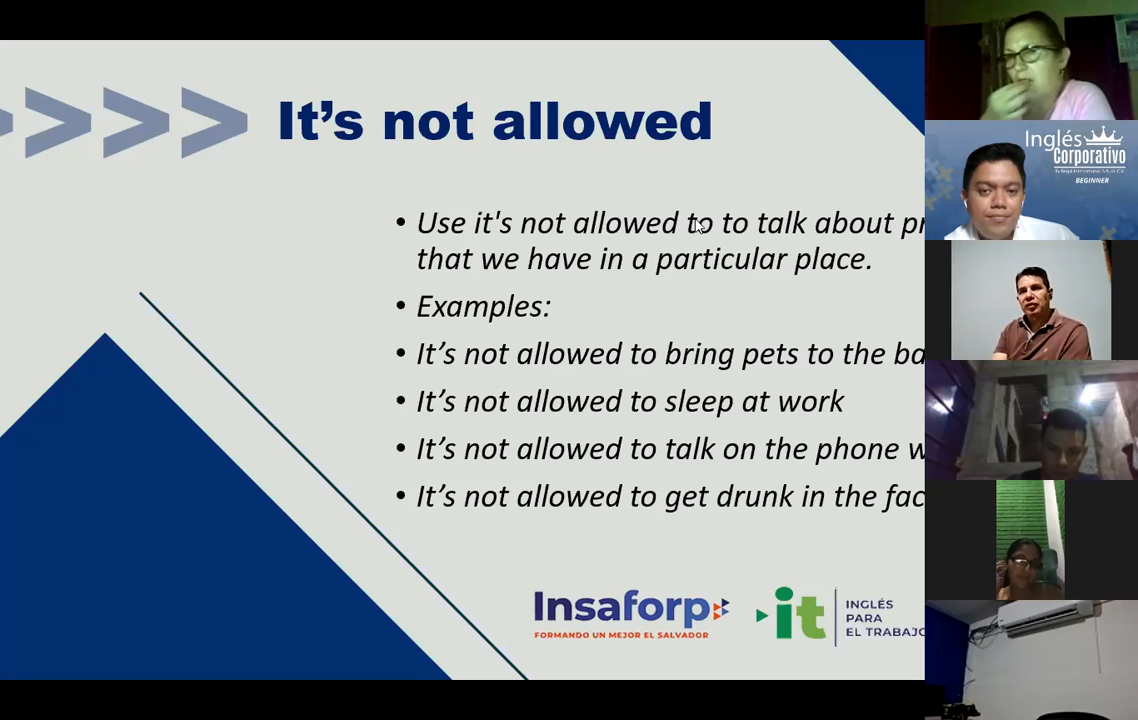 It's not allowed
• Use it's not allowed to to talk about
that we have in a particular place.
• Examples:
• It's not allowed to bring pets to the
• It's not allowed to sleep at work
• It's not allowed to talk on the phone
• It's not allowed to get drunk in the
Insaforp
FORMANDO UN MEJOR EL SALVADOR
it
INGLÉS
PARA
EL TRABAJO
Inglés
Corporativo
BEGINNER